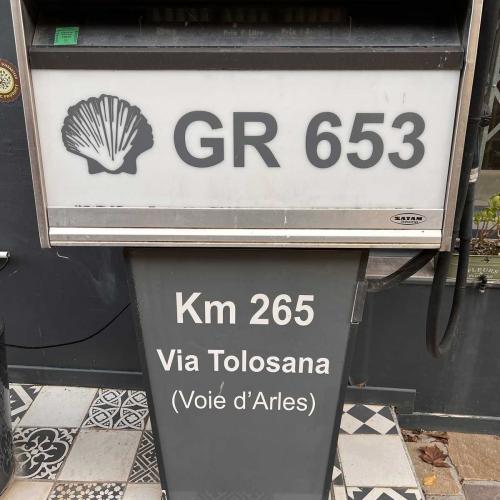 GR 653
SATAM
Km 265
Via Tolosana
(Voie d'Arles)